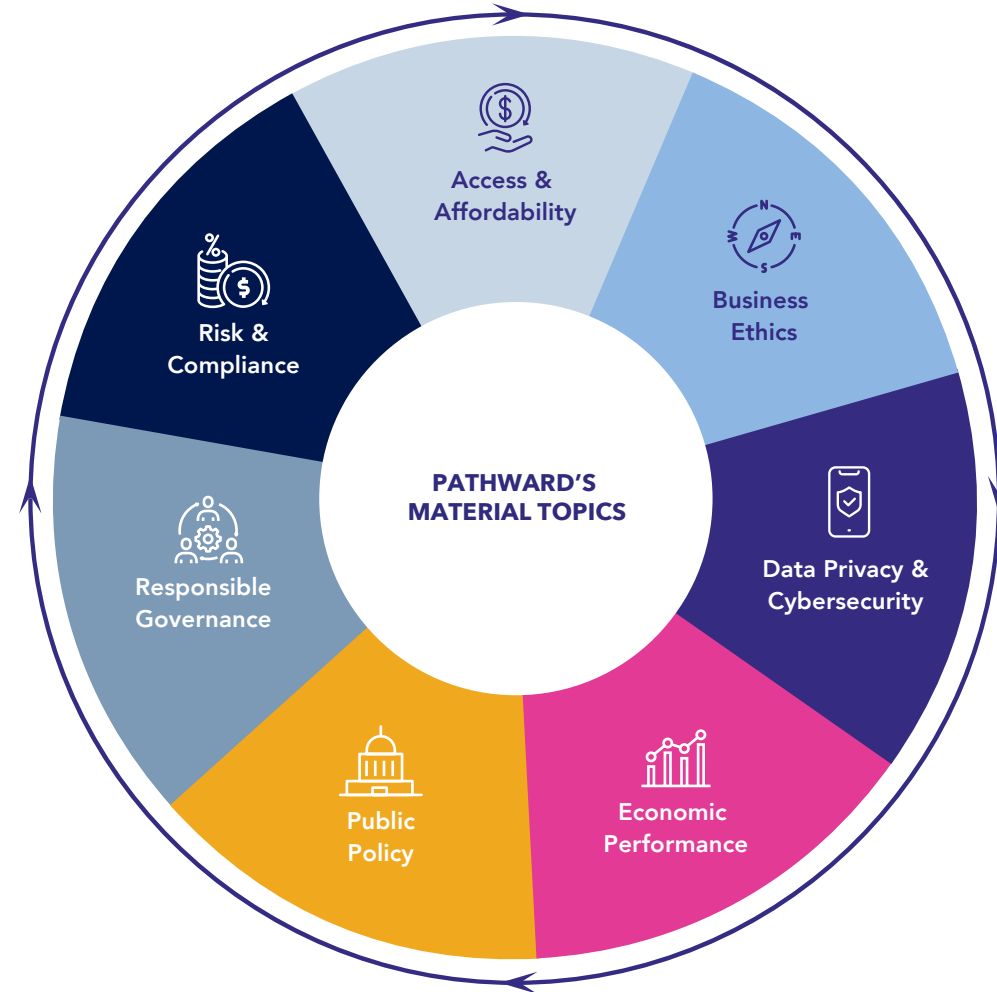 $
Access &
Affordability
N
W
E
S
Business
Ethics
%
$
Risk &
Compliance
PATHWARD'S
MATERIAL TOPICS
Data Privacy &
Cybersecurity
Responsible
Governance
Economic
Performance
Public
Policy